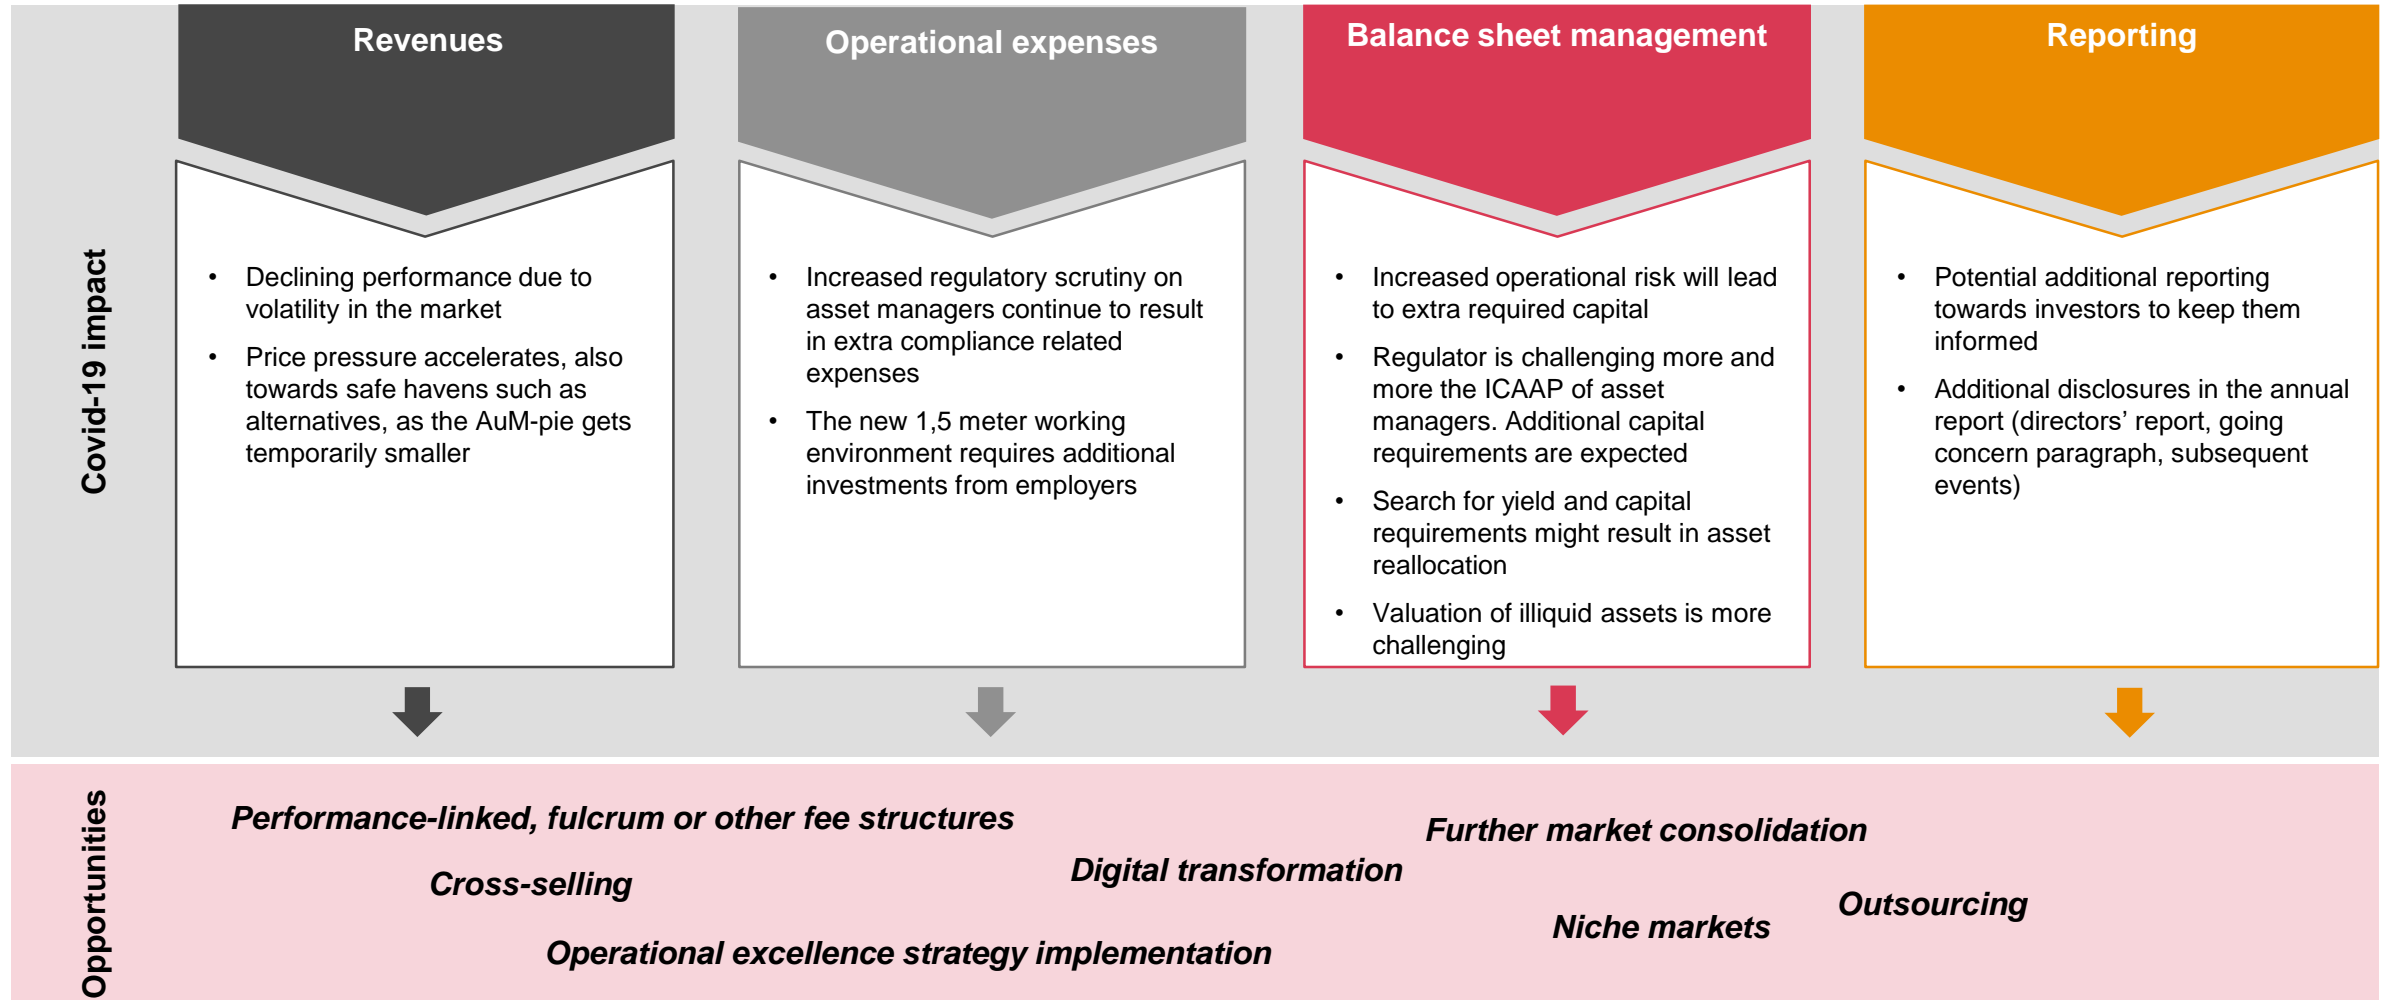 Revenues
Operational expenses
Balance sheet management
Reporting
Covid-19 impact
• Declining performance due to
volatility in the market
• Price pressure accelerates, also
towards safe havens such as
alternatives, as the AuM-pie gets
temporarily smaller
• Increased regulatory scrutiny on
asset managers continue to result
in extra compliance related
expenses
• The new 1,5 meter working
environment requires additional
investments from employers
• Increased operational risk will lead
to extra required capital
• Regulator is challenging more and
more the ICAAP of asset
managers. Additional capital
requirements are expected
• Search for yield and capital
requirements might result in asset
reallocation
• Valuation of illiquid assets is more
challenging
• Potential additional reporting
towards investors to keep them
informed
• Additional disclosures in the annual
report (directors’ report, going
concern paragraph, subsequent
events)
Opportunities
Performance-linked, fulcrum or other fee structures
Further market consolidation
Digital transformation
Cross-selling
Outsourcing
Niche markets
Operational excellence strategy implementation